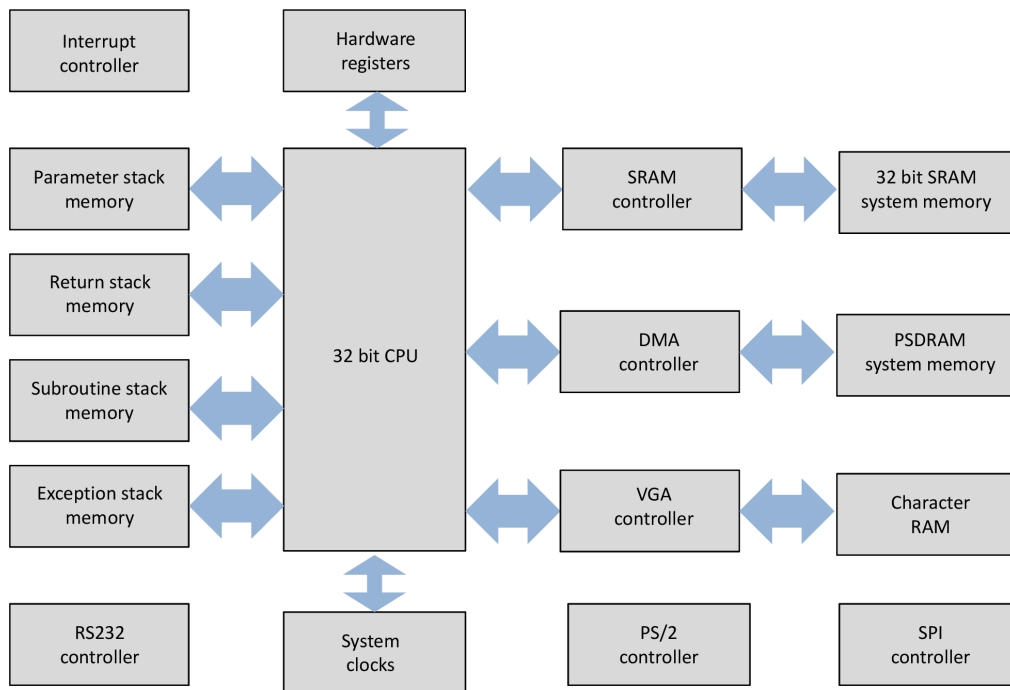 Interrupt
controller
Hardware
registers
Parameter stack
memory
SRAM
controller
32 bit SRAM
system memory
Return stack
memory
32 bit CPU
DMA
controller
PSDRAM
system memory
Subroutine stack
memory
Exception stack
memory
VGA
controller
Character
RAM
RS232
controller
System
clocks
PS/2
controller
SPI
controller